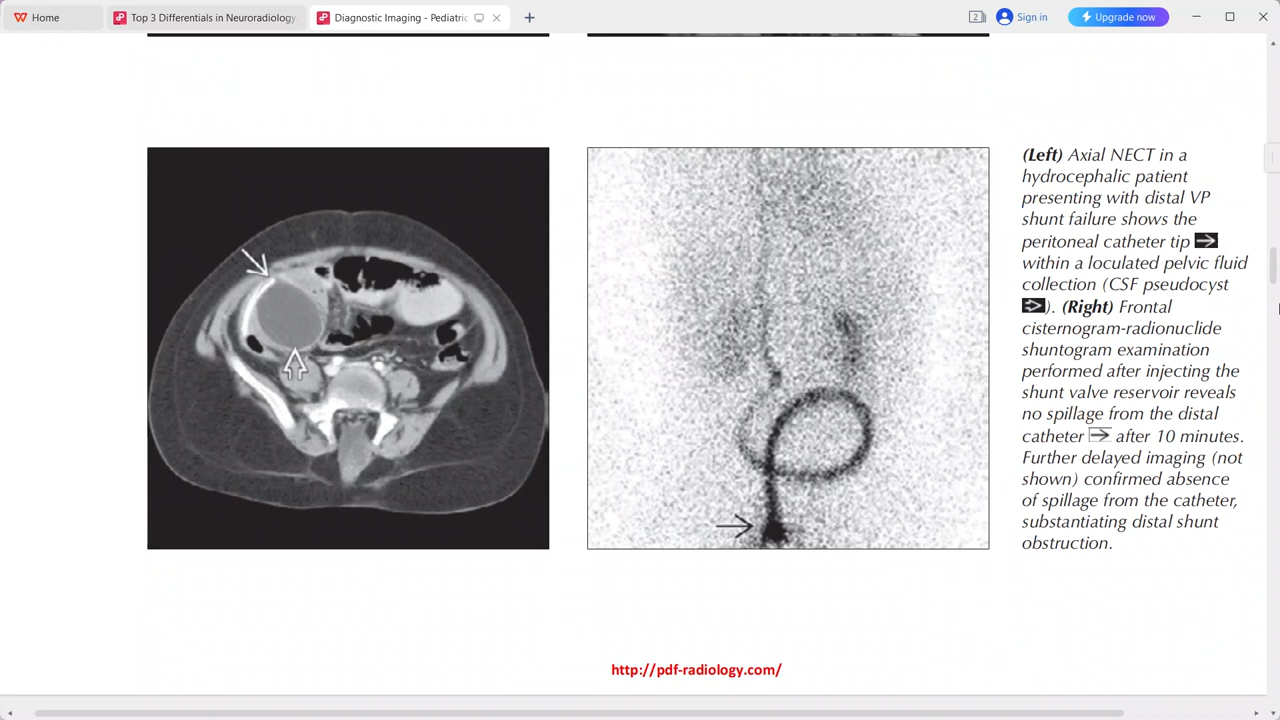 Home
Top 3 Differentials in Neuroradiology.
Diagnostic Imaging - Pediatric
2
Sign in
Upgrade now
(Left) Axial NECT in a
hydrocephalic patient
presenting with distal VP
shunt failure shows the
peritoneal catheter tip
within a loculated pelvic fluid
collection (CSF pseudocyst
). (Right) Frontal
cisternogram-radionuclide
shuntogram examination
performed after injecting the
shunt valve reservoir reveals
no spillage from the distal
catheter after 10 minutes.
Further delayed imaging (not
shown) confirmed absence
of spillage from the catheter,
substantiating distal shunt
obstruction.
http://pdf-radiology.com/